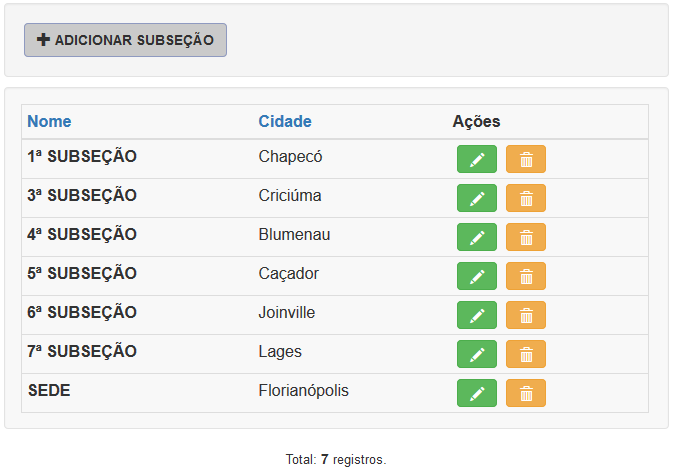 ADICIONAR SUBSEÇÃO
Nome Cidade Ações
1ª SUBSEÇÃO Chapecó
3ª SUBSEÇÃO Criciúma
4ª SUBSEÇÃO Blumenau
5ª SUBSEÇÃO Caçador
6ª SUBSEÇÃO Joinville
7ª SUBSEÇÃO Lages
SEDE Florianópolis
Total: 7 registros.